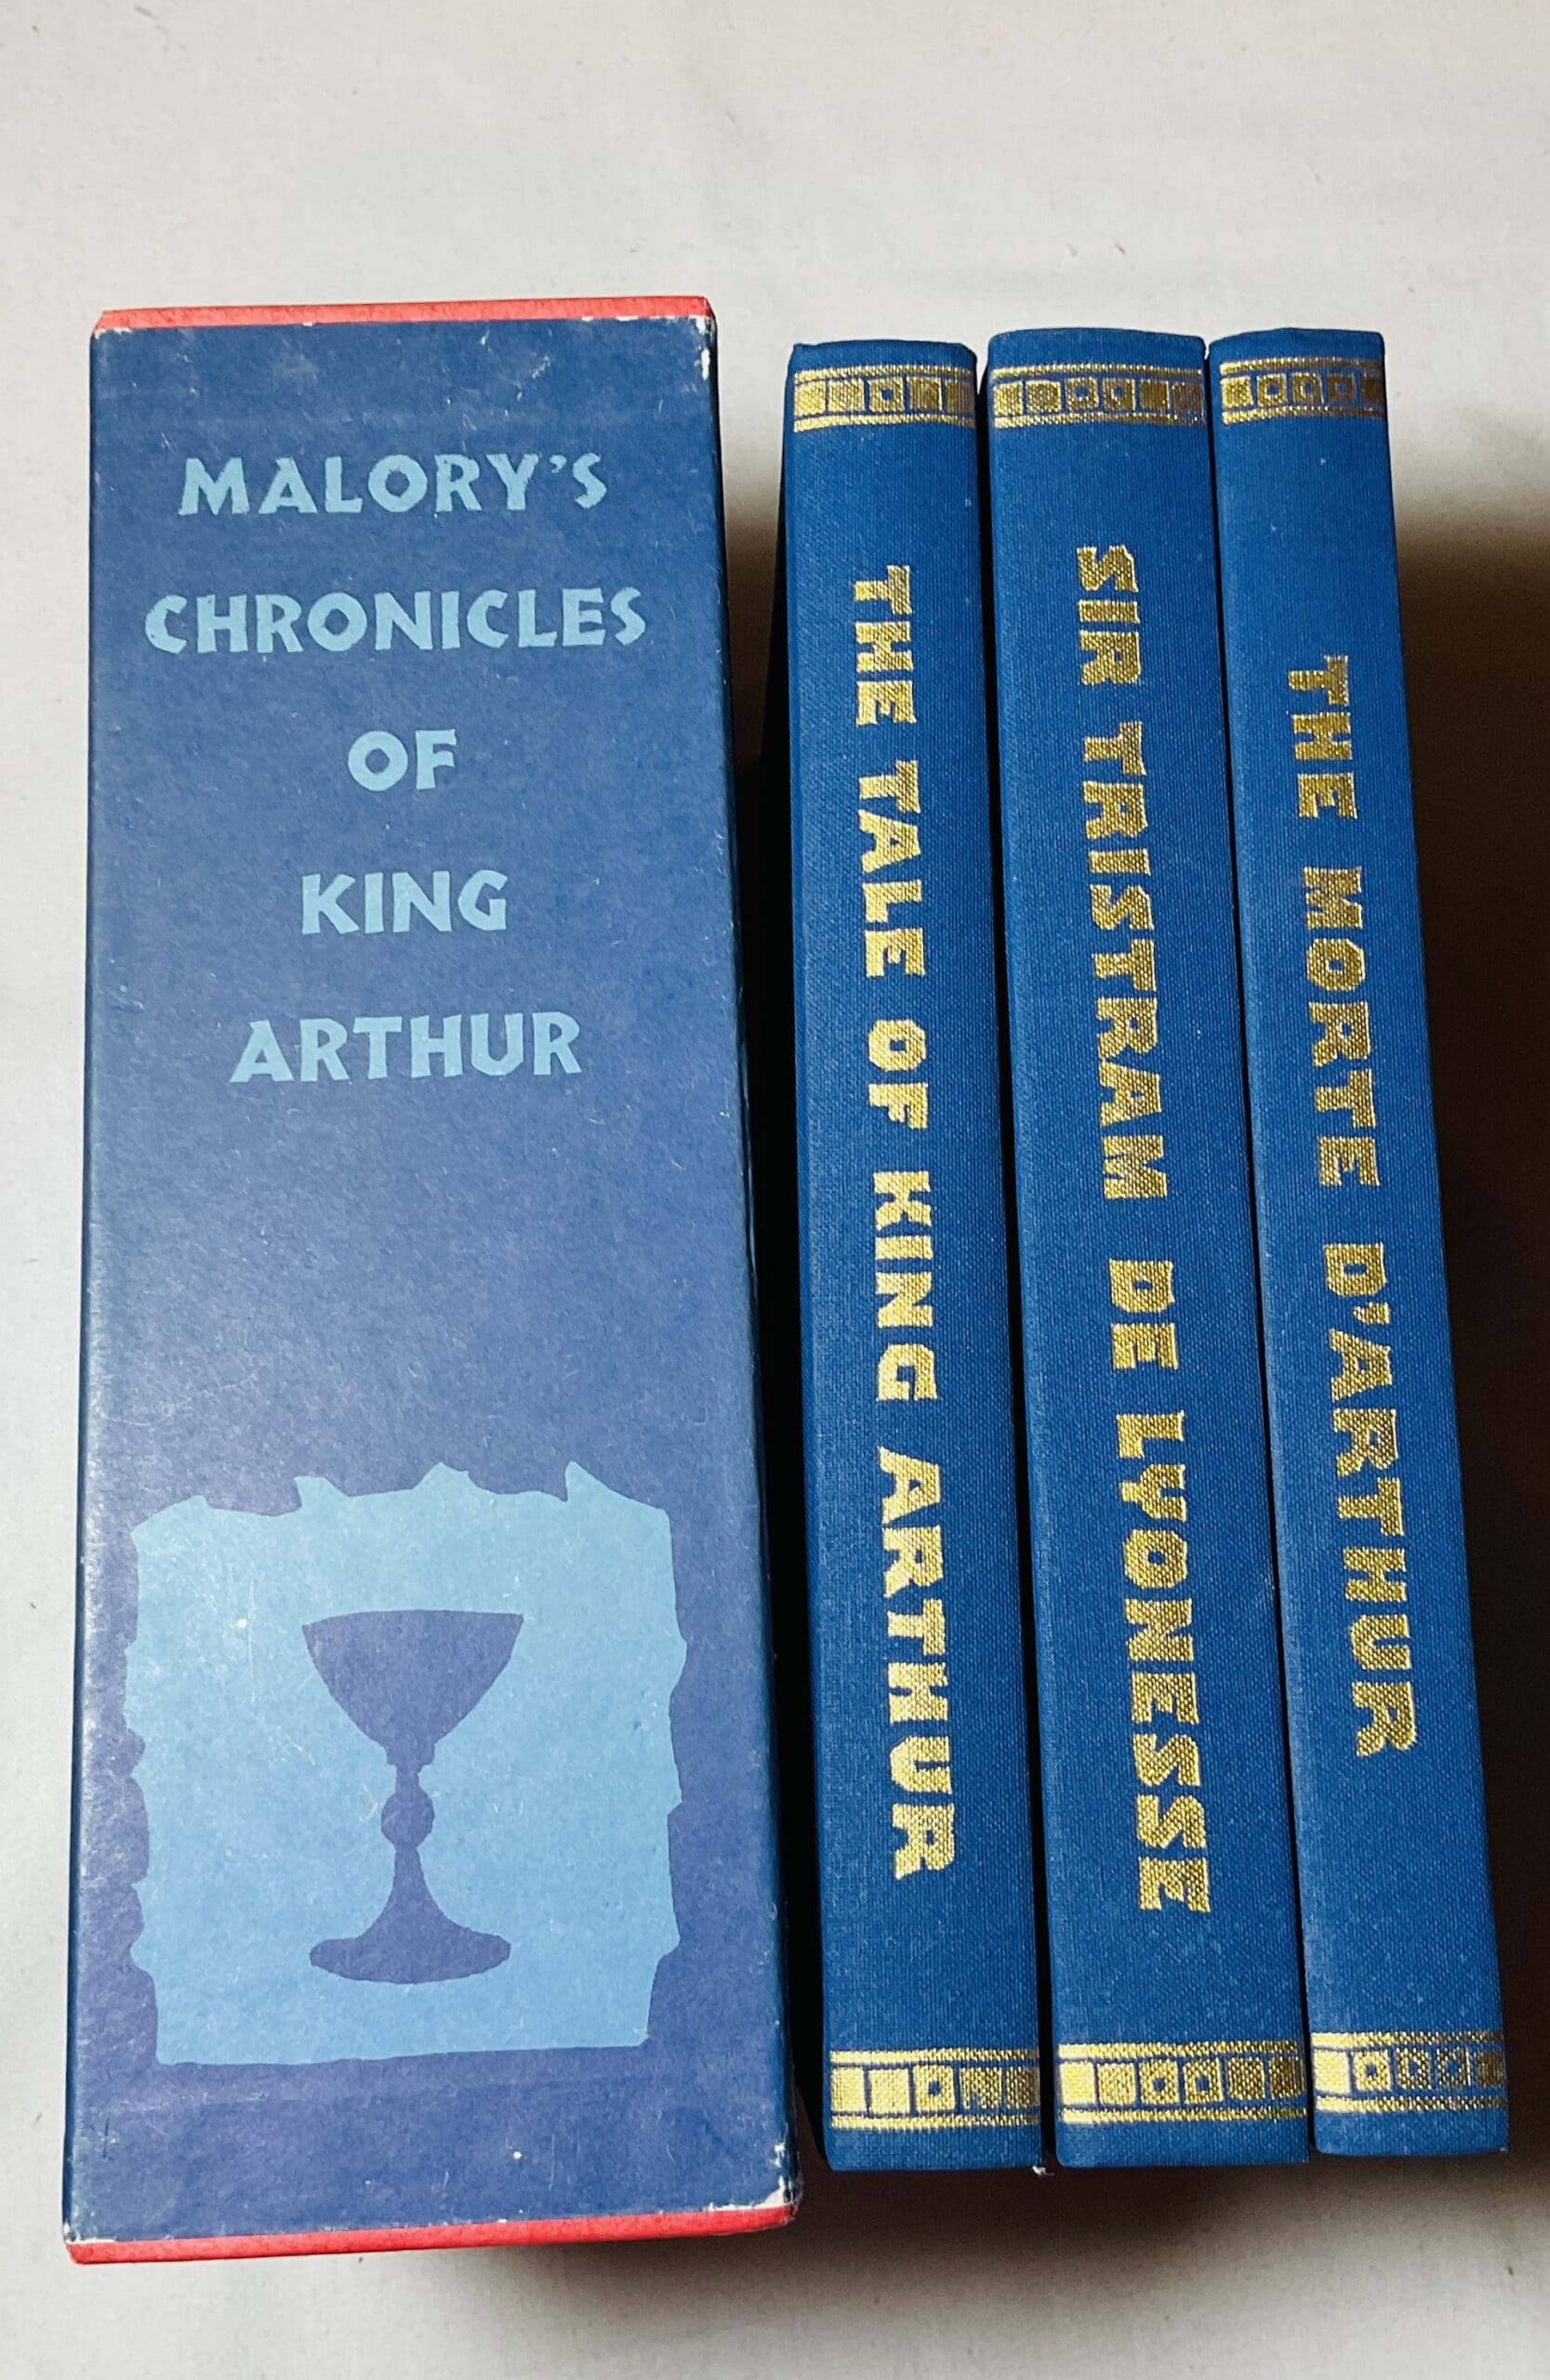 MALORY'S
CHRONICLES
OF
KING
ARTHUR
THE TALE OF KING ARTHUR
SIR TRISTRAM DE LYONESSE
THE MORTE D'ARTHUR